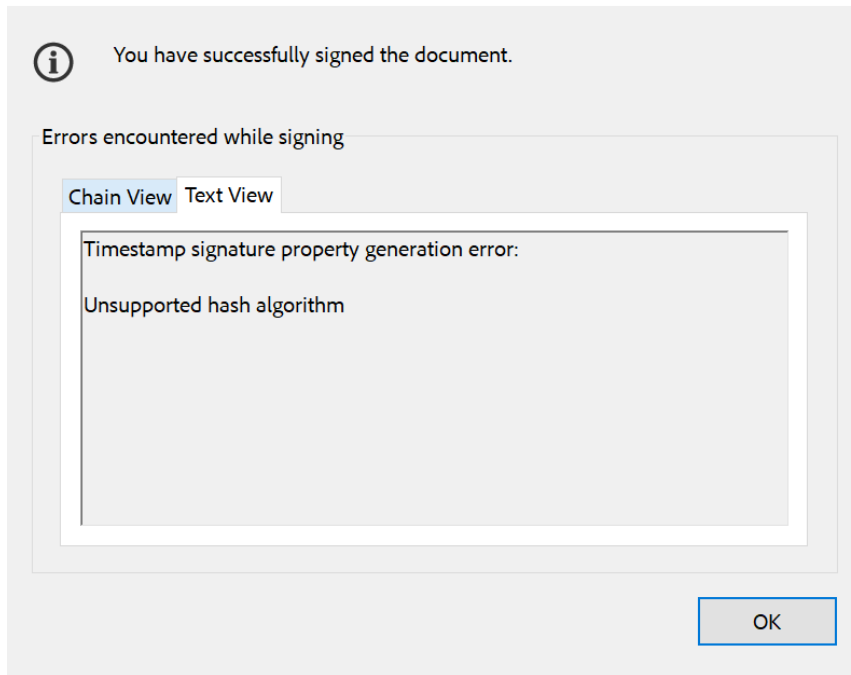 You have successfully signed the document.
Errors encountered while signing
Chain View
Text View
Timestamp signature property generation error:
Unsupported hash algorithm
OK